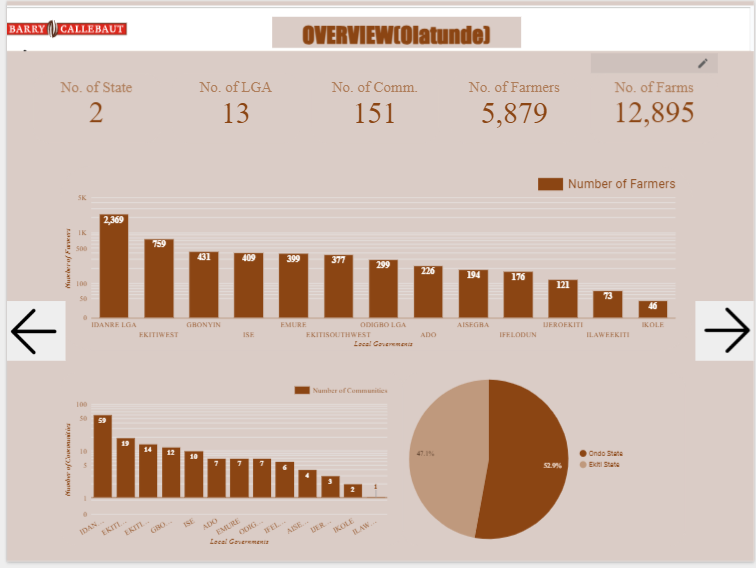 BARRY CALLEBAUT
OVERVIEW(Olatunde)
No. of State
2
No. of LGA
13
No. of Comm.
151
No. of Farmers
5,879
No. of Farms
12,895
Number of Farmers
Number of Farmers
5K
1K
500
100
50
0
2,369
759
431
409
399
377
299
226
194
176
121
73
46
IDANRE LGA
EKITIWEST
GBONYIN
ISE
EMURE
EKITISOUTHWEST
ODIGBO LGA
ADO
AISEGBA
IFELODUN
IJEROEKITI
ILAWEEKITI
IKOLE
Local Governments
Number of Communities
Number of Communities
100
50
10
5
1
0
59
19
14
12
10
7
7
7
6
4
3
2
1
IDAN…
EKITI…
EKITI…
GBO…
ISE
ADO
EMURE
ODIG…
IFEL…
AISE…
IJER…
IKOLE
ILAW…
Local Governments
47.1%
52.9%
Ondo State
Ekiti State